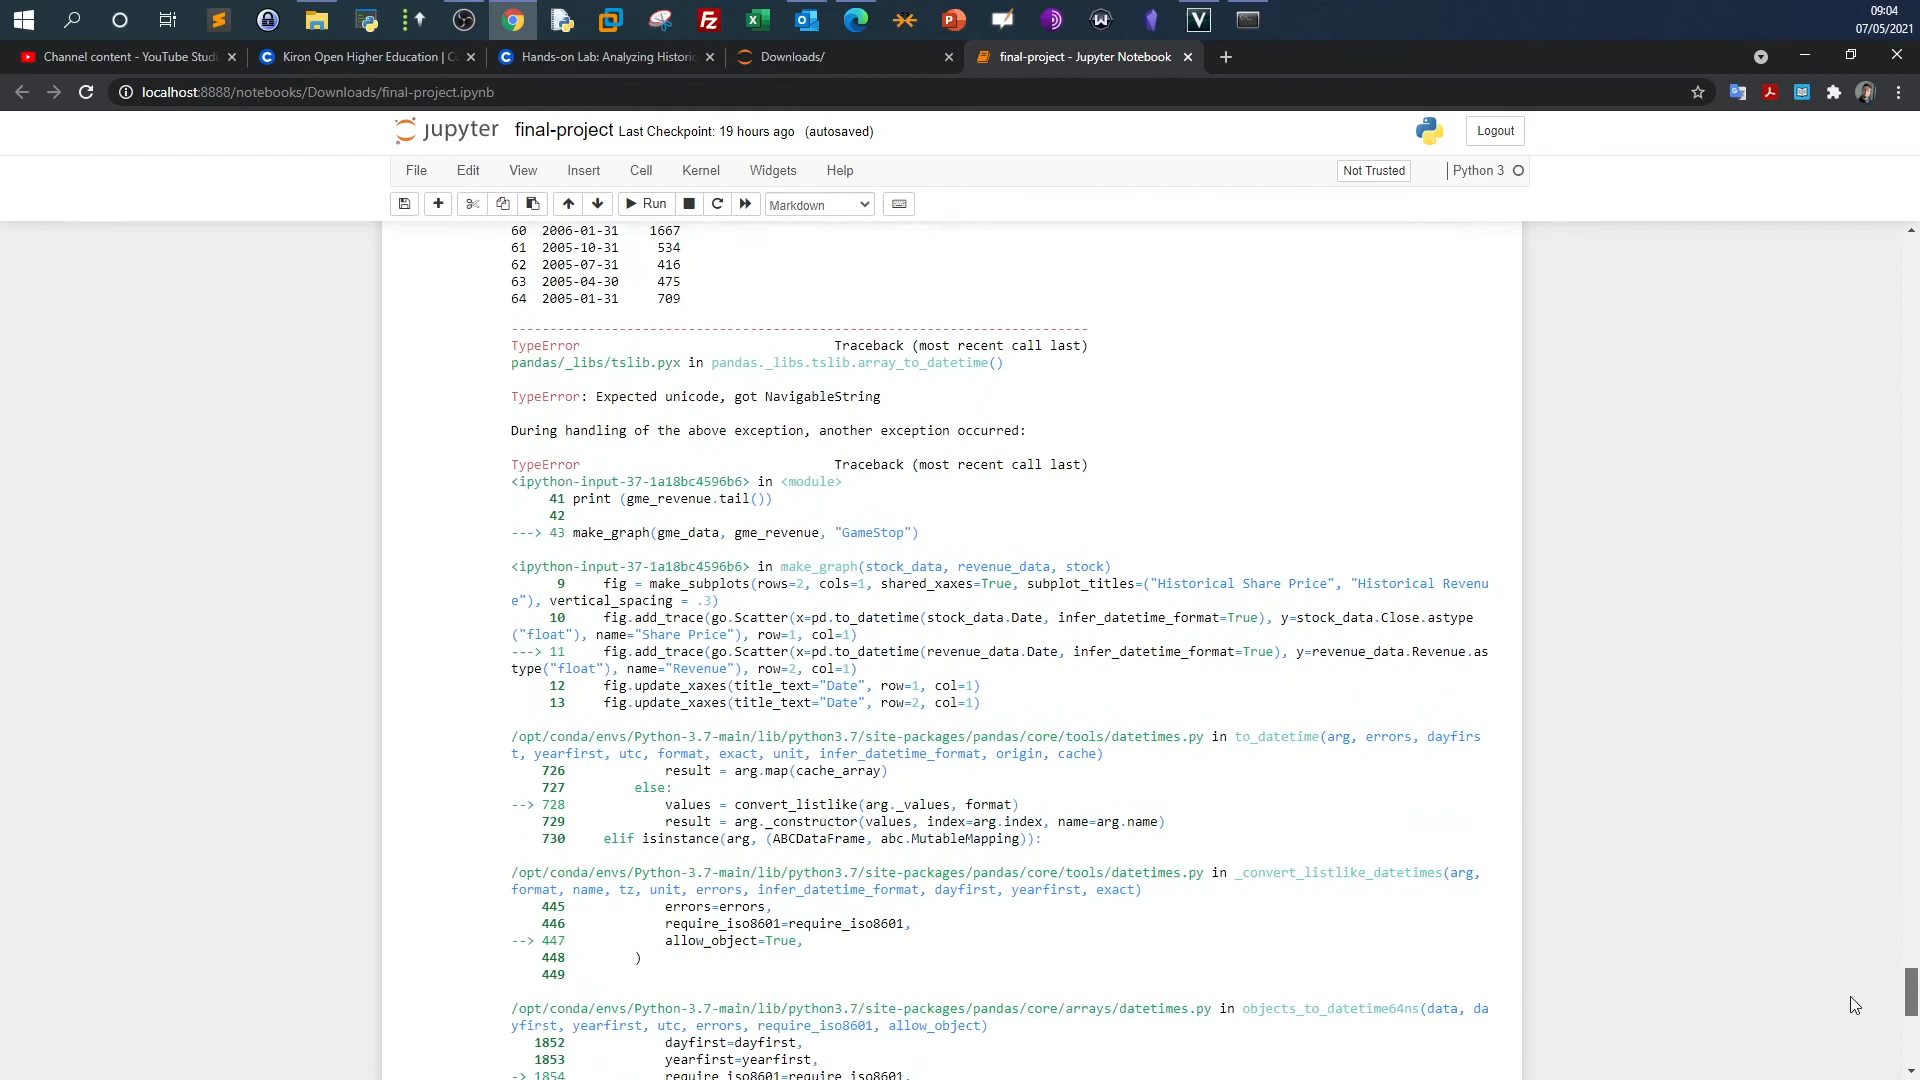 09:04
07/05/2021
Channel content - YouTube Studi
Kiron Open Higher Education | C
Hands-on Lab: Analyzing Historic
Downloads/
final-project - Jupyter Notebook
localhost:8888/notebooks/Downloads/final-project.ipynb
jupyter final-project Last Checkpoint: 19 hours ago (autosaved)
Logout
File Edit View Insert Cell Kernel Widgets Help
Not Trusted
Python 3
Run
Markdown
60 2006-01-31 1667
61 2005-10-31 534
62 2005-07-31 416
63 2005-04-30 475
64 2005-01-31 709
---------------------------------------------------------------------------
TypeError Traceback (most recent call last)
pandas/_libs/tslib.pyx in pandas._libs.tslib.array_to_datetime()
TypeError: Expected unicode, got NavigableString
During handling of the above exception, another exception occurred:
TypeError Traceback (most recent call last)
<ipython-input-37-1a18bc4596b6> in <module>
41 print (gme_revenue.tail())
42
---> 43 make_graph(gme_data, gme_revenue, "GameStop")
<ipython-input-37-1a18bc4596b6> in make_graph(stock_data, revenue_data, stock)
9 fig = make_subplots(rows=2, cols=1, shared_xaxes=True, subplot_titles=("Historical Share Price", "Historical Revenu
e"), vertical_spacing = .3)
10 fig.add_trace(go.Scatter(x=pd.to_datetime(stock_data.Date, infer_datetime_format=True), y=stock_data.Close.astype
("float"), name="Share Price"), row=1, col=1)
---> 11 fig.add_trace(go.Scatter(x=pd.to_datetime(revenue_data.Date, infer_datetime_format=True), y=revenue_data.Revenue.as
type("float"), name="Revenue"), row=2, col=1)
12 fig.update_xaxes(title_text="Date", row=1, col=1)
13 fig.update_xaxes(title_text="Date", row=2, col=1)
/opt/conda/envs/Python-3.7-main/lib/python3.7/site-packages/pandas/core/tools/datetimes.py in to_datetime(arg, errors, dayfirs
t, yearfirst, utc, format, exact, unit, infer_datetime_format, origin, cache)
726 result = arg.map(cache_array)
727 else:
--> 728 values = convert_listlike(arg._values, format)
729 result = arg._constructor(values, index=arg.index, name=arg.name)
730 elif isinstance(arg, (ABCDataFrame, abc.MutableMapping)):
/opt/conda/envs/Python-3.7-main/lib/python3.7/site-packages/pandas/core/tools/datetimes.py in _convert_listlike_datetimes(arg,
format, name, tz, unit, errors, infer_datetime_format, dayfirst, yearfirst, exact)
445 errors=errors,
446 require_iso8601=require_iso8601,
--> 447 allow_object=True,
448 )
449
/opt/conda/envs/Python-3.7-main/lib/python3.7/site-packages/pandas/core/arrays/datetimes.py in objects_to_datetime64ns(data, da
yfirst, yearfirst, utc, errors, require_iso8601, allow_object)
1852 dayfirst=dayfirst,
1853 yearfirst=yearfirst,
-> 1854 require_iso8601=require_iso8601,